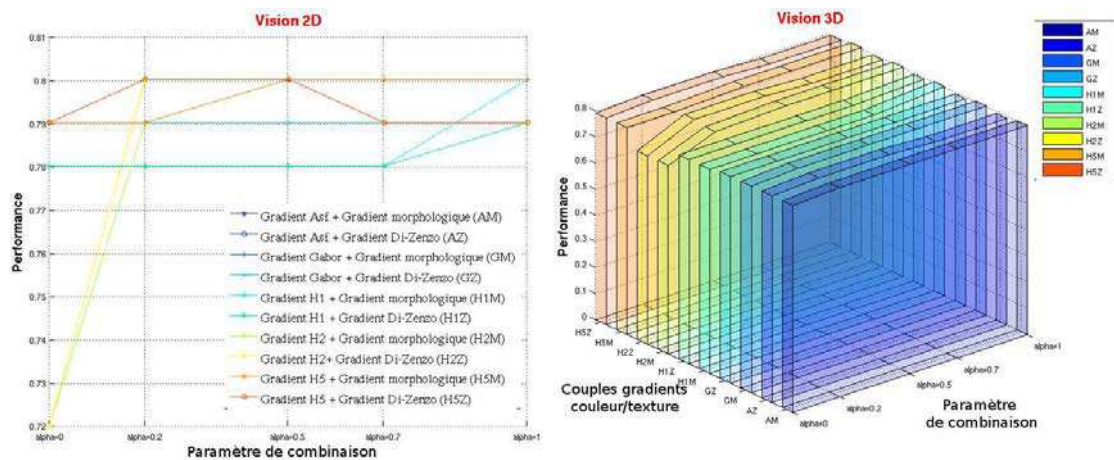 Vision 2D
0.81
0.8
0.79
0.78
0.77
0.76
0.75
0.74
0.73
0.72
Performance
alpha=0
alpha=0.2
alpha=0.5
alpha=0.7
alpha=1
Paramètre de combinaison
Gradient Asf + Gradient morphologique (AM)
Gradient Asf + Gradient Di-Zenzo (AZ)
Gradient Gabor + Gradient morphologique (GM)
Gradient Gabor + Gradient Di-Zenzo (GZ)
Gradient H1 + Gradient morphologique (H1M)
Gradient H1 + Gradient Di-Zenzo (H1Z)
Gradient H2 + Gradient morphologique (H2M)
Gradient H2+ Gradient Di-Zenzo (H2Z)
Gradient H5 + Gradient morphologique (H5M)
Gradient H5 + Gradient Di-Zenzo (H5Z)
Vision 3D
0.8
0.7
0.6
0.5
0.4
0.3
0.2
0.1
0
Performance
H5Z
H5M
H2Z
H2M
H1Z
H1M
GZ
GM
AZ
AM
Couples gradients
couleur/texture
alpha=0
alpha=0.2
alpha=0.5
alpha=0.7
alpha=1
Paramètre
de combinaison
AM
AZ
GM
GZ
H1M
H1Z
H2M
H2Z
H5M
H5Z